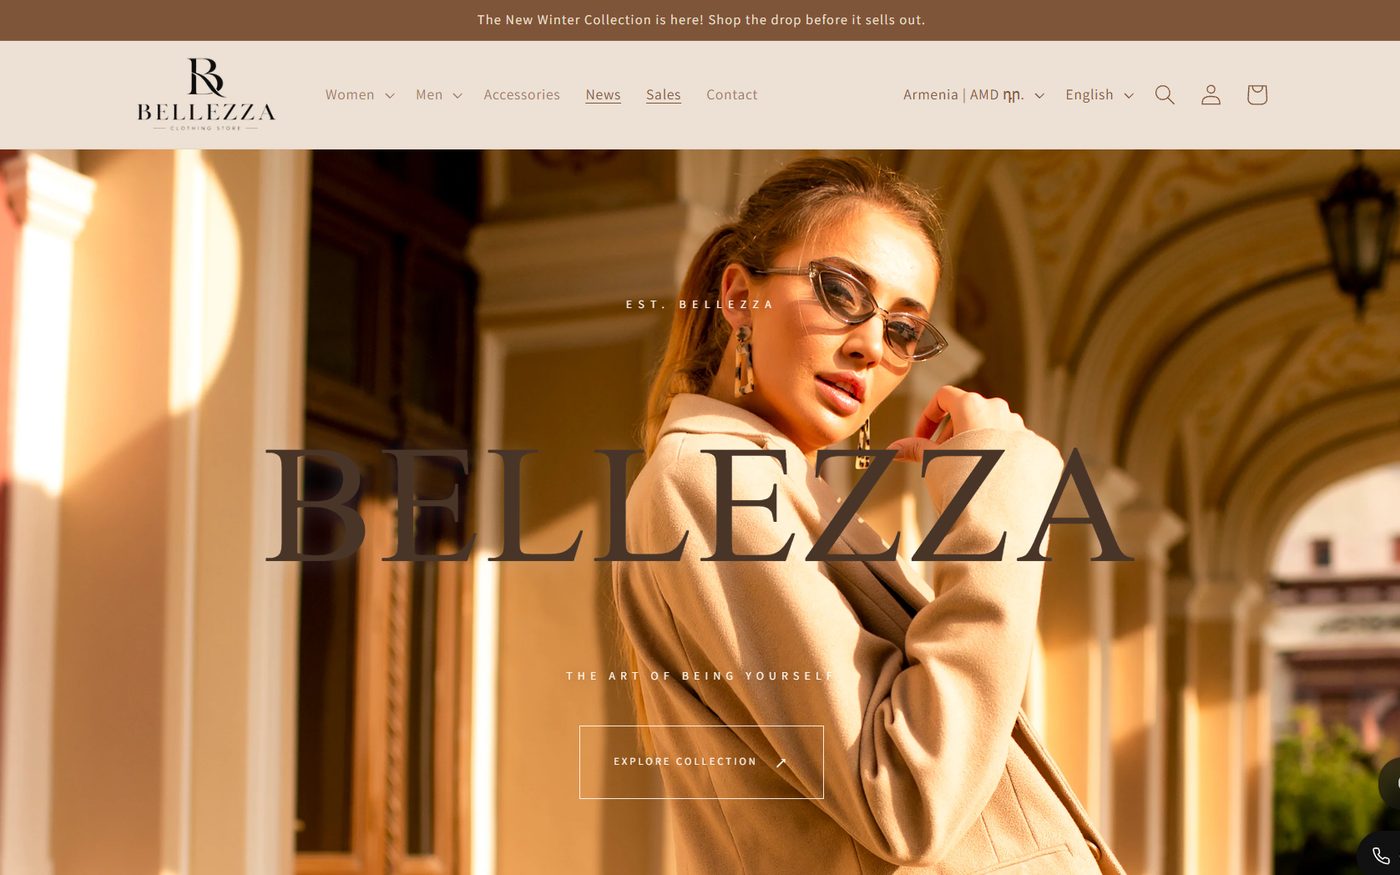 The New Winter Collection is here! Shop the drop before it sells out.
BELLEZZA
CLOTHING STORE
Women
Men
Accessories
News
Sales
Contact
Armenia | AMD դր.
English
EST. BELLEZZA
BELLEZZA
THE ART OF BEING YOURSELF
EXPLORE COLLECTION ↗